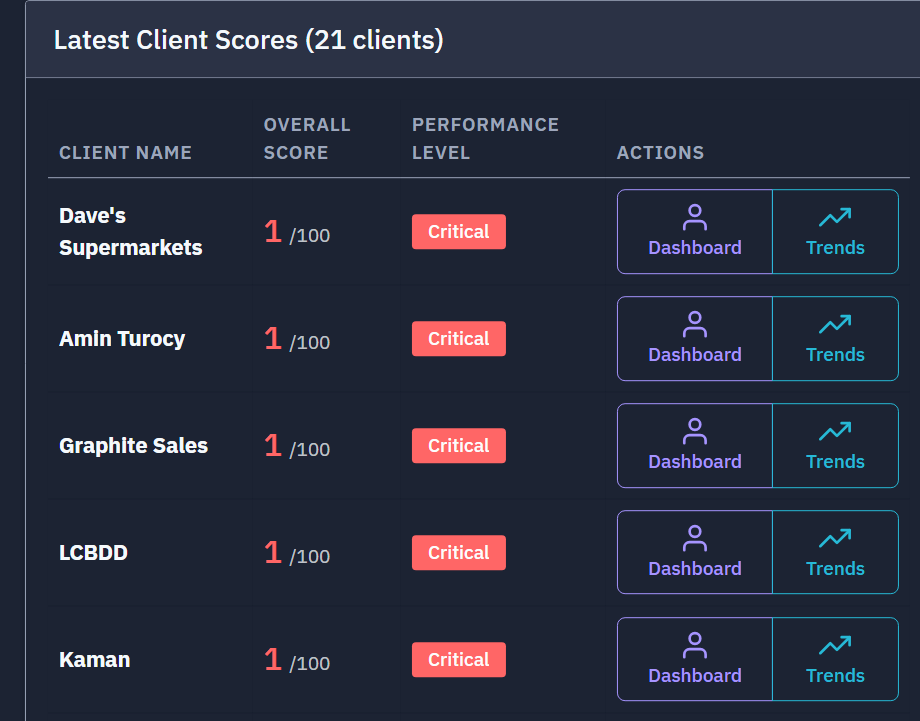 Latest Client Scores (21 clients)
CLIENT NAME
OVERALL
SCORE
PERFORMANCE
LEVEL
ACTIONS
Dave's
Supermarkets
1 /100
Critical
Dashboard
Trends
Amin Turocy
1 /100
Critical
Dashboard
Trends
Graphite Sales
1 /100
Critical
Dashboard
Trends
LCBDD
1 /100
Critical
Dashboard
Trends
Kaman
1 /100
Critical
Dashboard
Trends